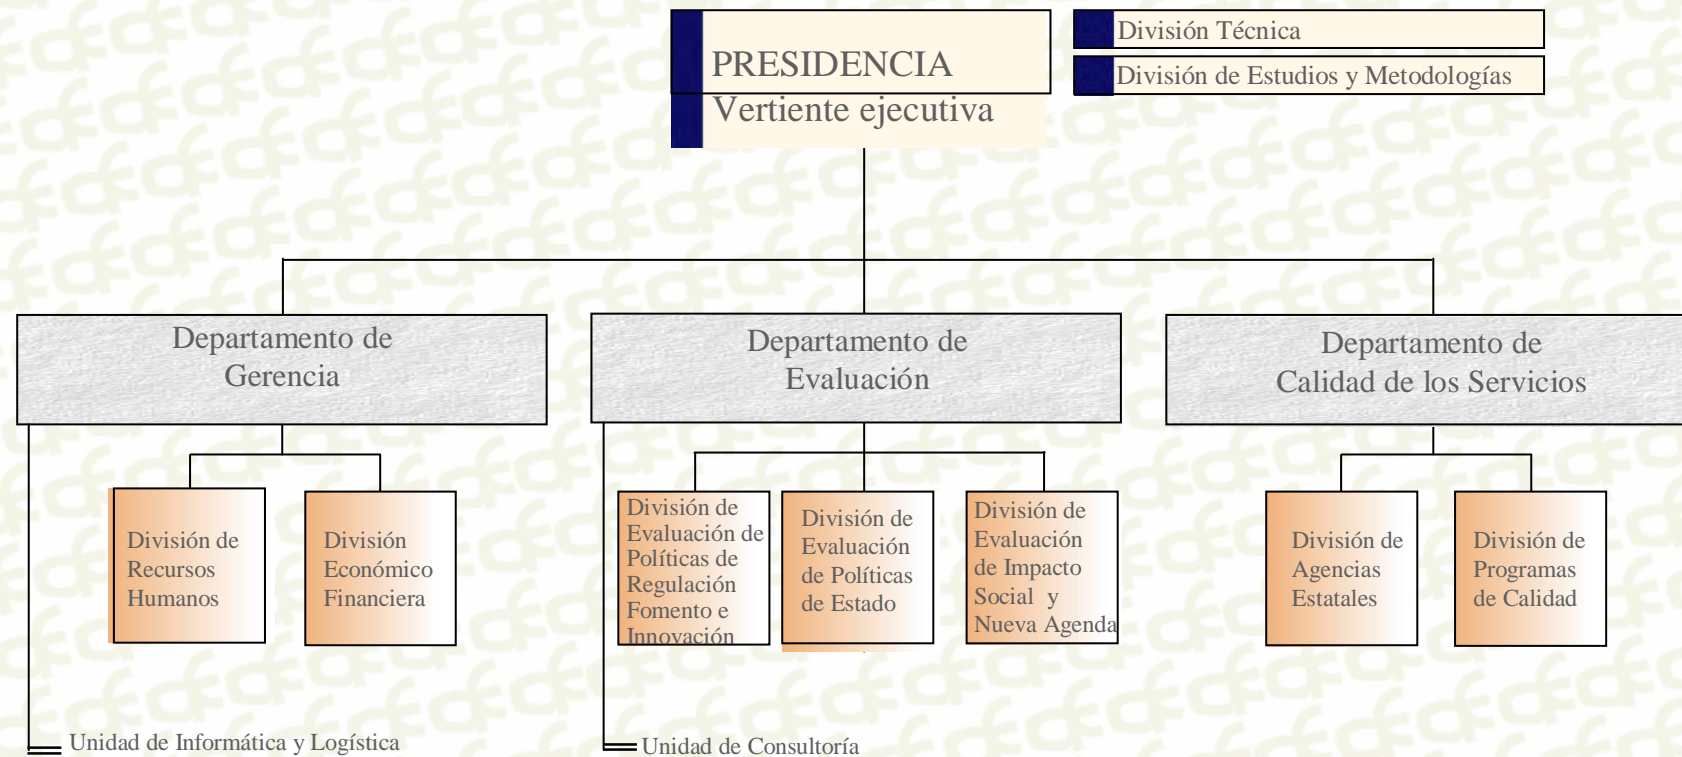 PRESIDENCIA
Vertiente ejecutiva
División Técnica
División de Estudios y Metodologías
Departamento de
Gerencia
Departamento de
Evaluación
Departamento de
Calidad de los Servicios
División de
Recursos
Humanos
División
Económico
Financiera
División de
Evaluación de
Políticas de
Regulación
Fomento e
Innovación
División de
Evaluación
de Políticas
de Estado
División de
Evaluación
de Impacto
Social y
Nueva Agenda
División de
Agencias
Estatales
División de
Programas
de Calidad
Unidad de Informática y Logística
Unidad de Consultoría